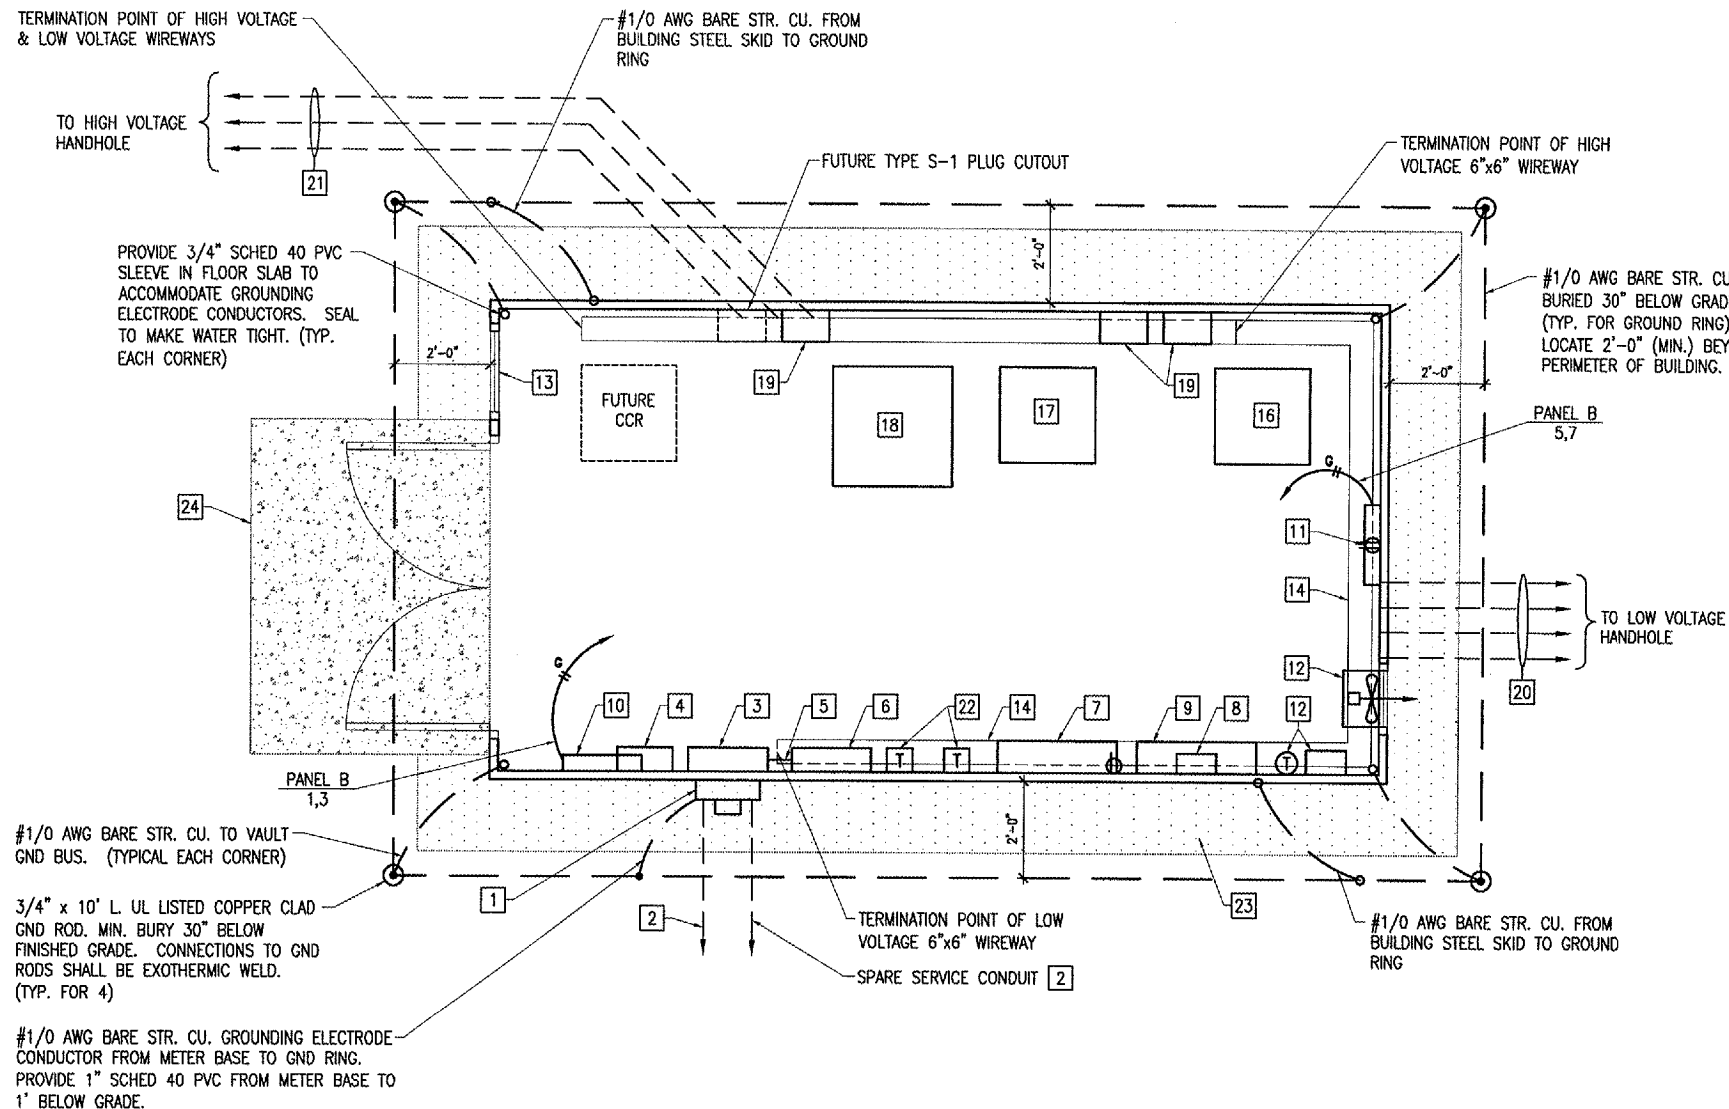 TERMINATION POINT OF HIGH VOLTAGE
& LOW VOLTAGE WIREWAYS
#1/0 AWG BARE STR. CU. FROM
BUILDING STEEL SKID TO GROUND
RING
TO HIGH VOLTAGE
HANDHOLE
21
FUTURE TYPE S-1 PLUG CUTOUT
TERMINATION POINT OF HIGH
VOLTAGE 6"x6" WIREWAY
PROVIDE 3/4" SCHED 40 PVC
SLEEVE IN FLOOR SLAB TO
ACCOMMODATE GROUNDING
ELECTRODE CONDUCTORS. SEAL
TO MAKE WATER TIGHT. (TYP.
EACH CORNER)
2'-0"
2'-0"
#1/0 AWG BARE STR. CU
BURIED 30" BELOW GRAD
(TYP. FOR GROUND RING)
LOCATE 2'-0" (MIN.) BEY
PERIMETER OF BUILDING.
2'-0"
13
19
19
FUTURE
CCR
18
17
16
PANEL B
5,7
G
24
11
14
TO LOW VOLTAGE
HANDHOLE
12
20
G
10
4
3
5
6
22
14
7
9
8
12
T
T
T
PANEL B
1,3
2'-0"
#1/0 AWG BARE STR. CU. TO VAULT
GND BUS. (TYPICAL EACH CORNER)
1
2
23
3/4" x 10' L. UL LISTED COPPER CLAD
GND ROD. MIN. BURY 30" BELOW
FINISHED GRADE. CONNECTIONS TO GND
RODS SHALL BE EXOTHERMIC WELD.
(TYP. FOR 4)
TERMINATION POINT OF LOW
VOLTAGE 6"x6" WIREWAY
SPARE SERVICE CONDUIT 2
#1/0 AWG BARE STR. CU. FROM
BUILDING STEEL SKID TO GROUND
RING
#1/0 AWG BARE STR. CU. GROUNDING ELECTRODE
CONDUCTOR FROM METER BASE TO GND RING.
PROVIDE 1" SCHED 40 PVC FROM METER BASE TO
1' BELOW GRADE.